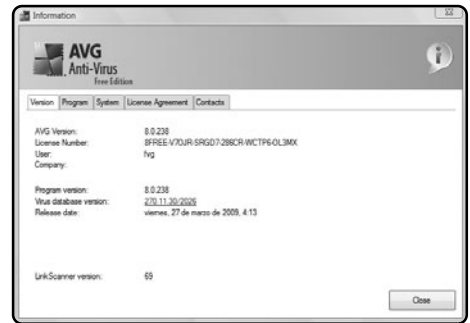 Information
AVG
Anti-Virus
Free Edition
Version Program System License Agreement Contacts
AVG Version: 8.0.238
License Number: 8FREE-V70JR-SRGD7-286CR-WCTP6-OL3MX
User: fvg
Company:
Program version: 8.0.238
Virus database version: 270.11.30/2026
Release date: viernes, 27 de marzo de 2009, 4:13
LinkScanner version: 69
Close